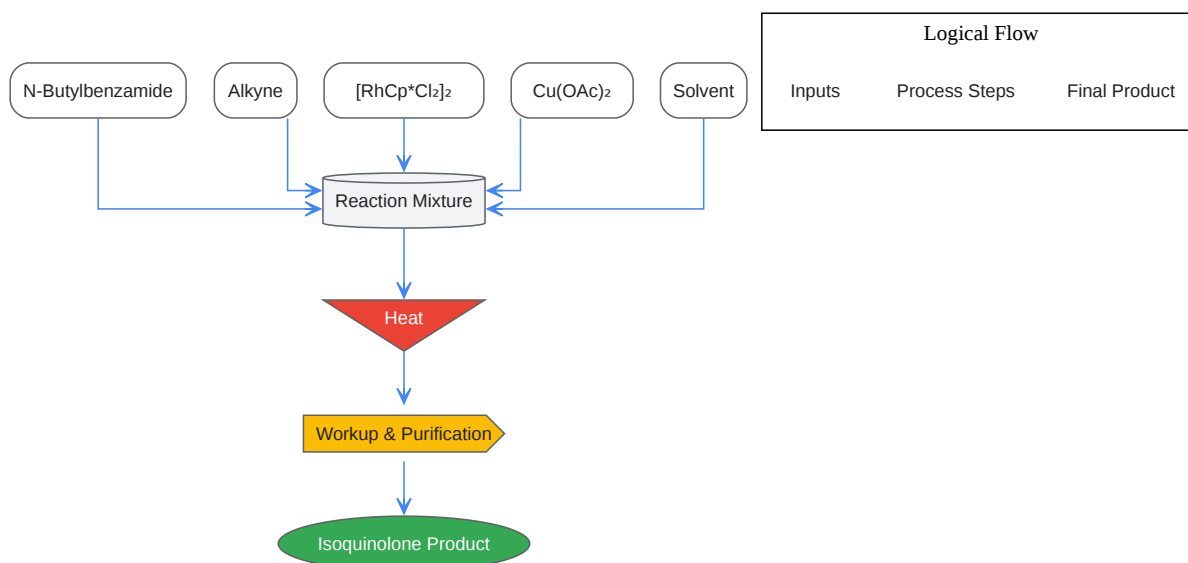 Logical Flow
N-Butylbenzamide
Alkyne
[RhCp*Cl₂]₂
Cu(OAc)₂
Solvent
Inputs
Process Steps
Final Product
Reaction Mixture
Heat
Workup & Purification
Isoquinolone Product